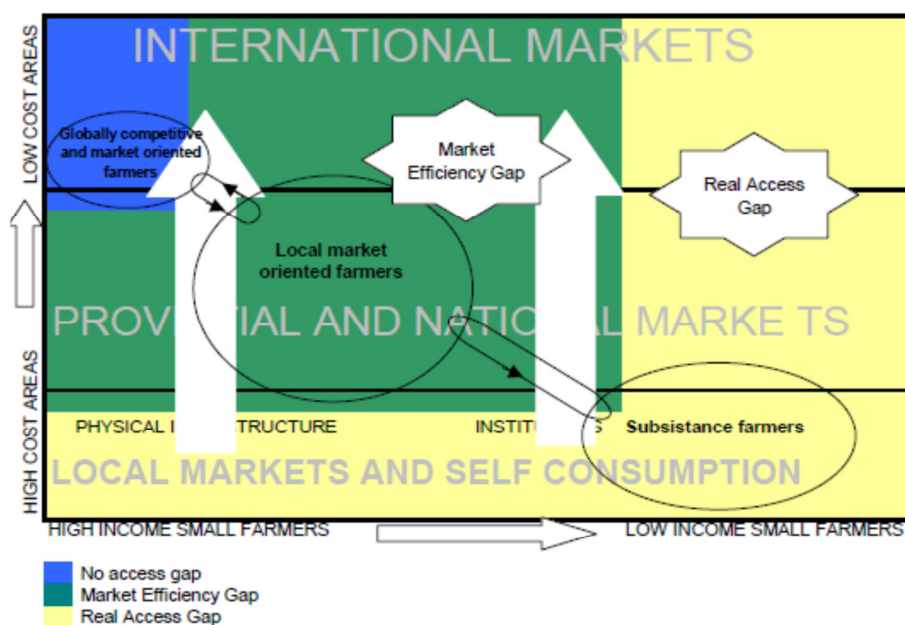 INTERNATIONAL MARKETS
LOW COST AREAS
Globally competitive
and market oriented
farmers
Market
Efficiency Gap
Real Access
Gap
Local market
oriented farmers
PROV TIAL AND NATIO AL MARKE TS
HIGH COST AREAS
PHYSICAL I STRUCTURE
INSTITU S
Subsistance farmers
LOCAL MARKETS AND SELF CONSUMPTION
HIGH INCOME SMALL FARMERS
LOW INCOME SMALL FARMERS
No access gap
Market Efficiency Gap
Real Access Gap